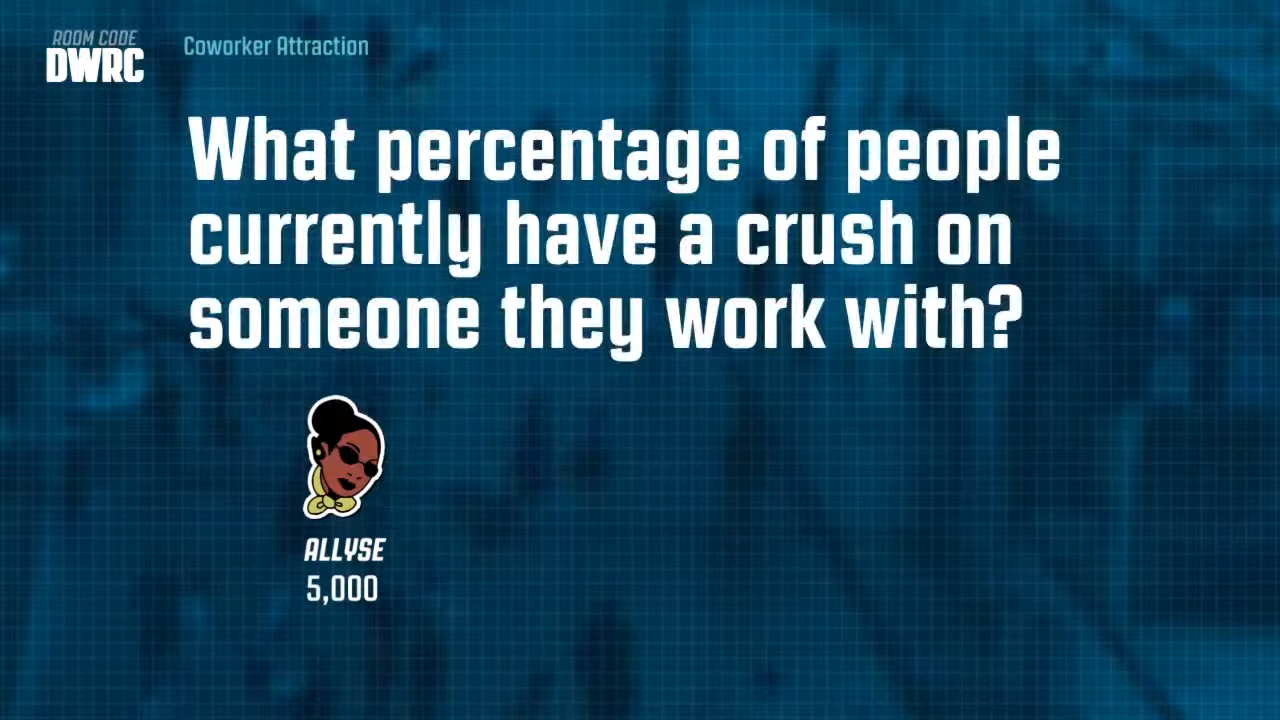 ROOM CODE
DWRC
Coworker Attraction
What percentage of people
currently have a crush on
someone they work with?
ALLYSE
5,000